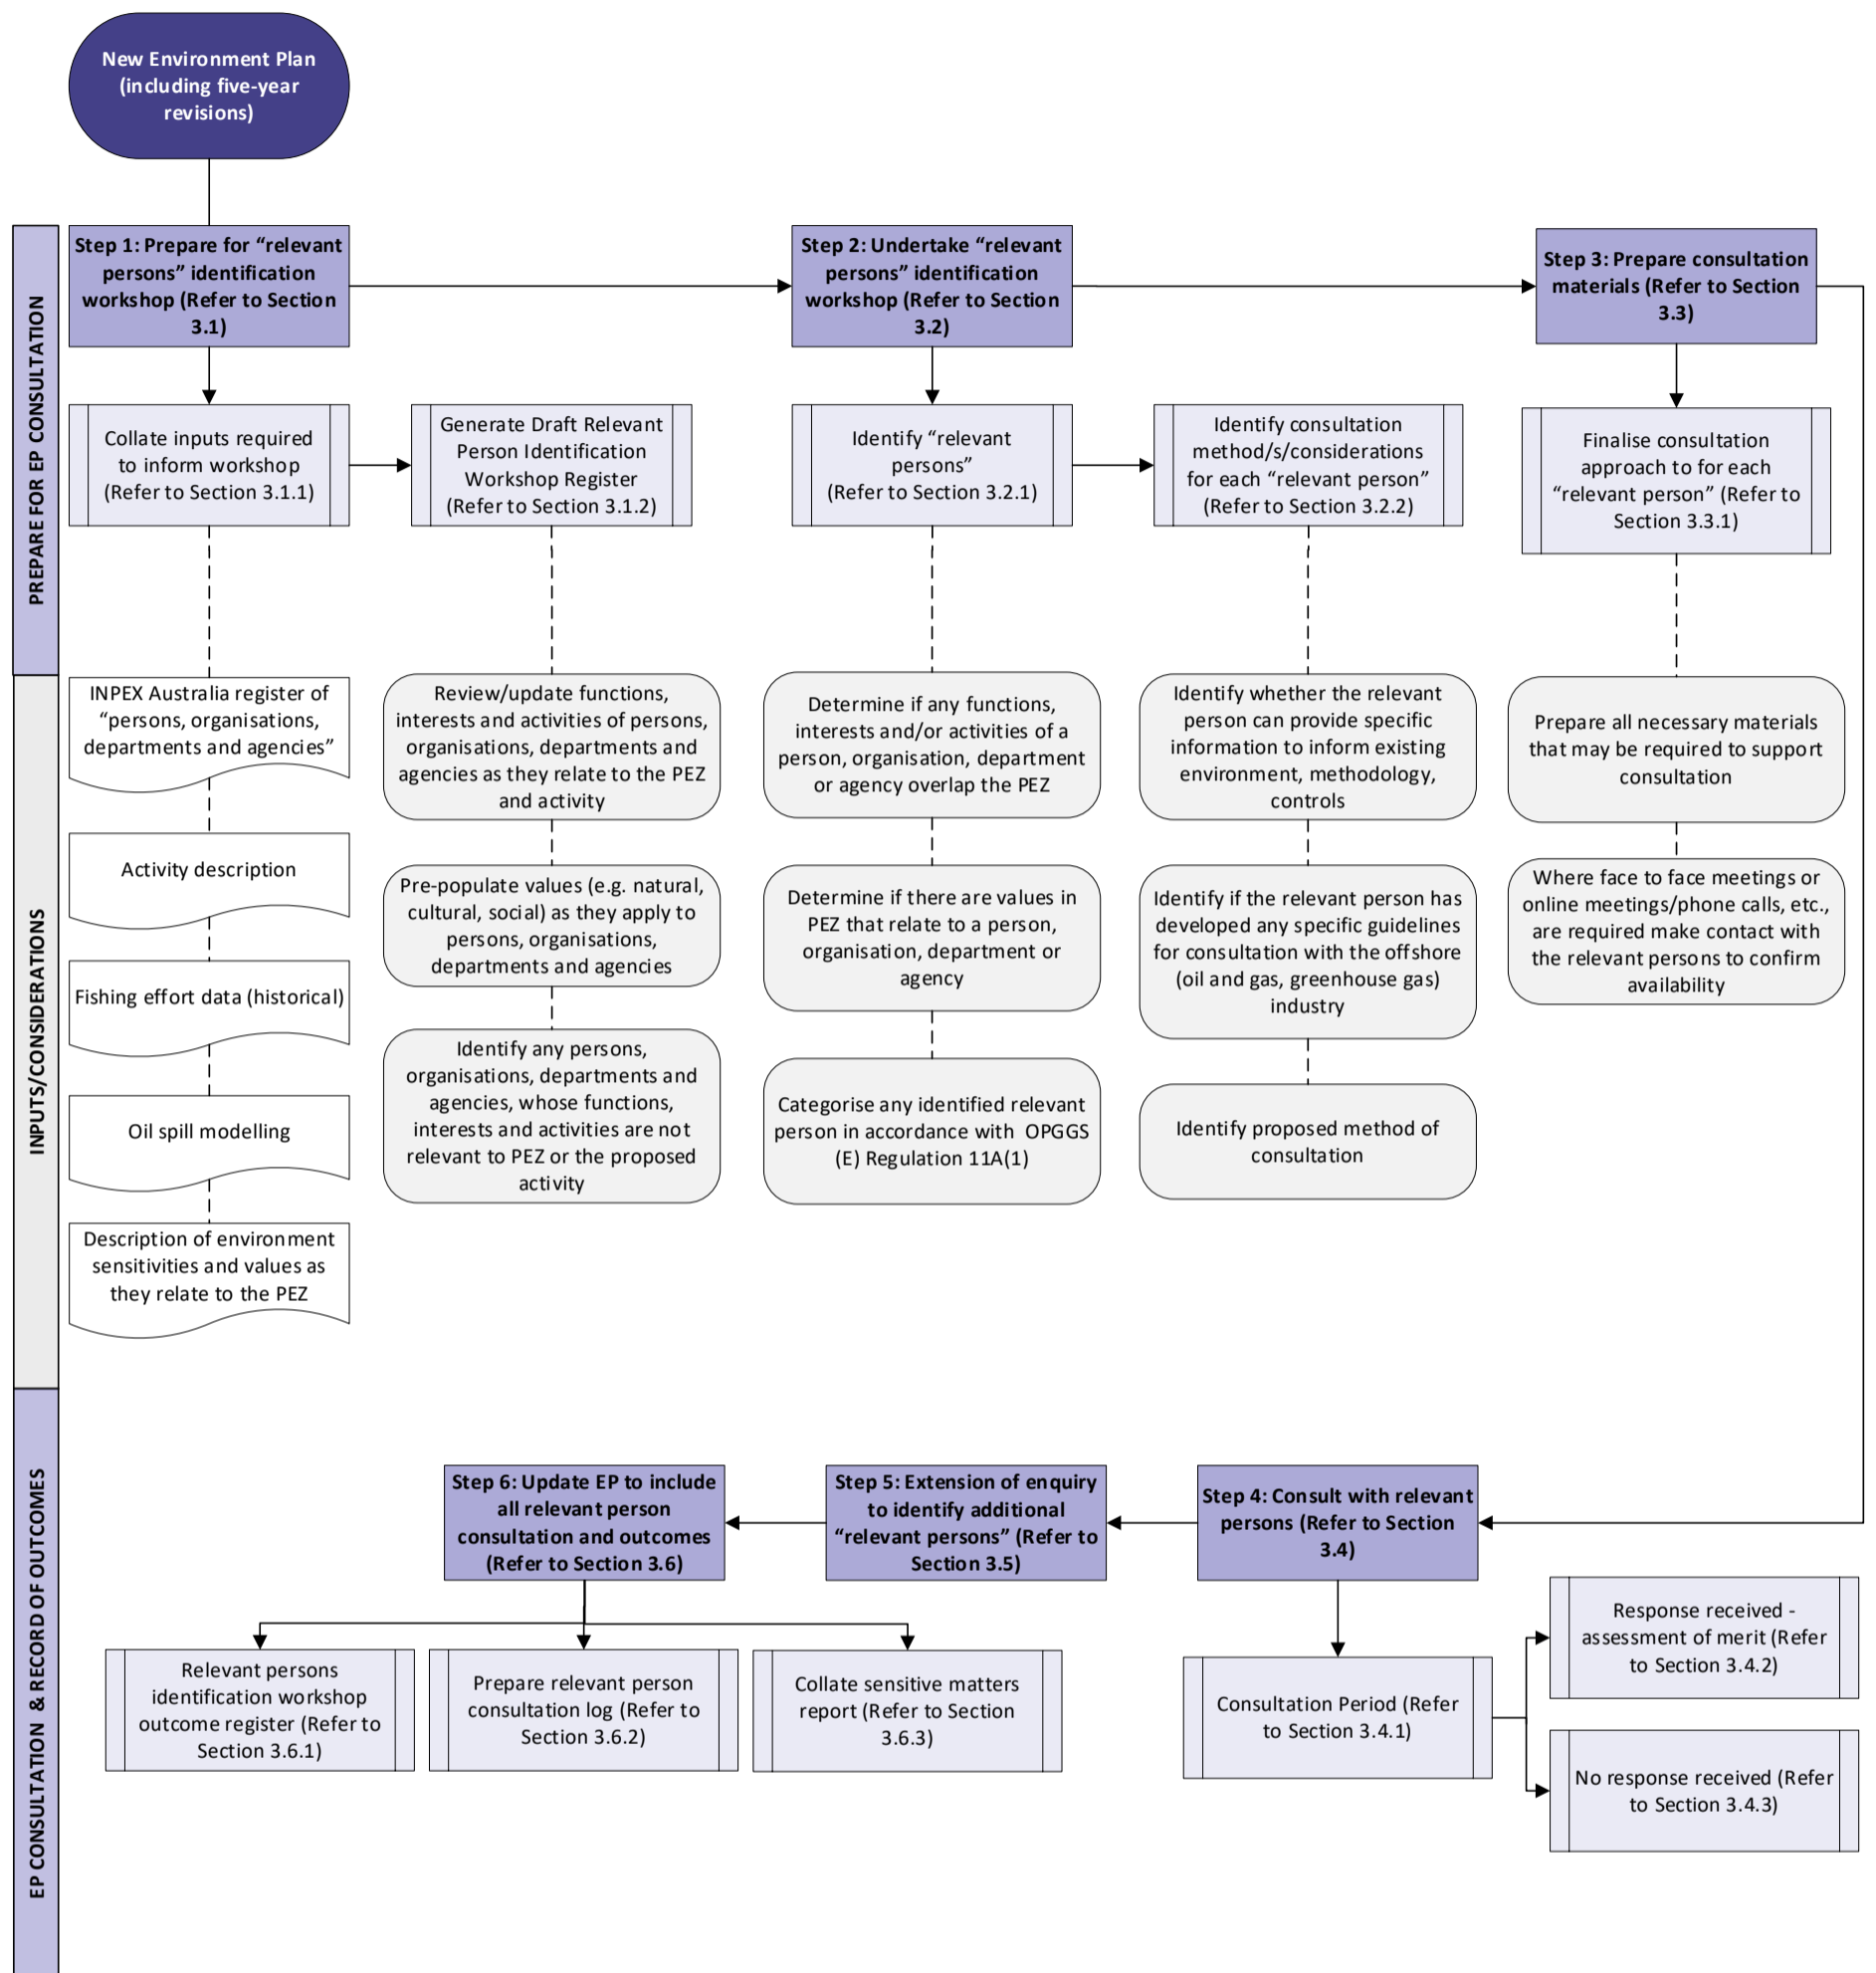 New Environment Plan
(including five-year
revisions)
PREPARE FOR EP CONSULTATION
Step 1: Prepare for “relevant
persons” identification
workshop (Refer to Section
3.1)
Step 2: Undertake “relevant
persons” identification
workshop (Refer to Section
3.2)
Step 3: Prepare consultation
materials (Refer to Section
3.3)
Collate inputs required
to inform workshop
(Refer to Section 3.1.1)
Generate Draft Relevant
Person Identification
Workshop Register
(Refer to Section 3.1.2)
Identify “relevant
persons”
(Refer to Section 3.2.1)
Identify consultation
method/s/considerations
for each “relevant person”
(Refer to Section 3.2.2)
Finalise consultation
approach to for each
“relevant person” (Refer to
Section 3.3.1)
INPUTS/CONSIDERATIONS
INPEX Australia register of
“persons, organisations,
departments and agencies”
Activity description
Fishing effort data (historical)
Oil spill modelling
Description of environment
sensitivities and values as
they relate to the PEZ
Review/update functions,
interests and activities of persons,
organisations, departments and
agencies as they relate to the PEZ
and activity
Pre-populate values (e.g. natural,
cultural, social) as they apply to
persons, organisations,
departments and agencies
Identify any persons,
organisations, departments and
agencies, whose functions,
interests and activities are not
relevant to PEZ or the proposed
activity
Determine if any functions,
interests and/or activities of a
person, organisation, department
or agency overlap the PEZ
Determine if there are values in
PEZ that relate to a person,
organisation, department or
agency
Categorise any identified relevant
person in accordance with OPGGS
(E) Regulation 11A(1)
Identify whether the relevant
person can provide specific
information to inform existing
environment, methodology,
controls
Identify if the relevant person has
developed any specific guidelines
for consultation with the offshore
(oil and gas, greenhouse gas)
industry
Identify proposed method of
consultation
Prepare all necessary materials
that may be required to support
consultation
Where face to face meetings or
online meetings/phone calls, etc.,
are required make contact with
the relevant persons to confirm
availability
EP CONSULTATION & RECORD OF OUTCOMES
Step 6: Update EP to include
all relevant person
consultation and outcomes
(Refer to Section 3.6)
Step 5: Extension of enquiry
to identify additional
“relevant persons” (Refer to
Section 3.5)
Step 4: Consult with relevant
persons (Refer to Section
3.4)
Relevant persons
identification workshop
outcome register (Refer to
Section 3.6.1)
Prepare relevant person
consultation log (Refer to
Section 3.6.2)
Collate sensitive matters
report (Refer to Section
3.6.3)
Consultation Period (Refer
to Section 3.4.1)
Response received -
assessment of merit (Refer
to Section 3.4.2)
No response received (Refer
to Section 3.4.3)